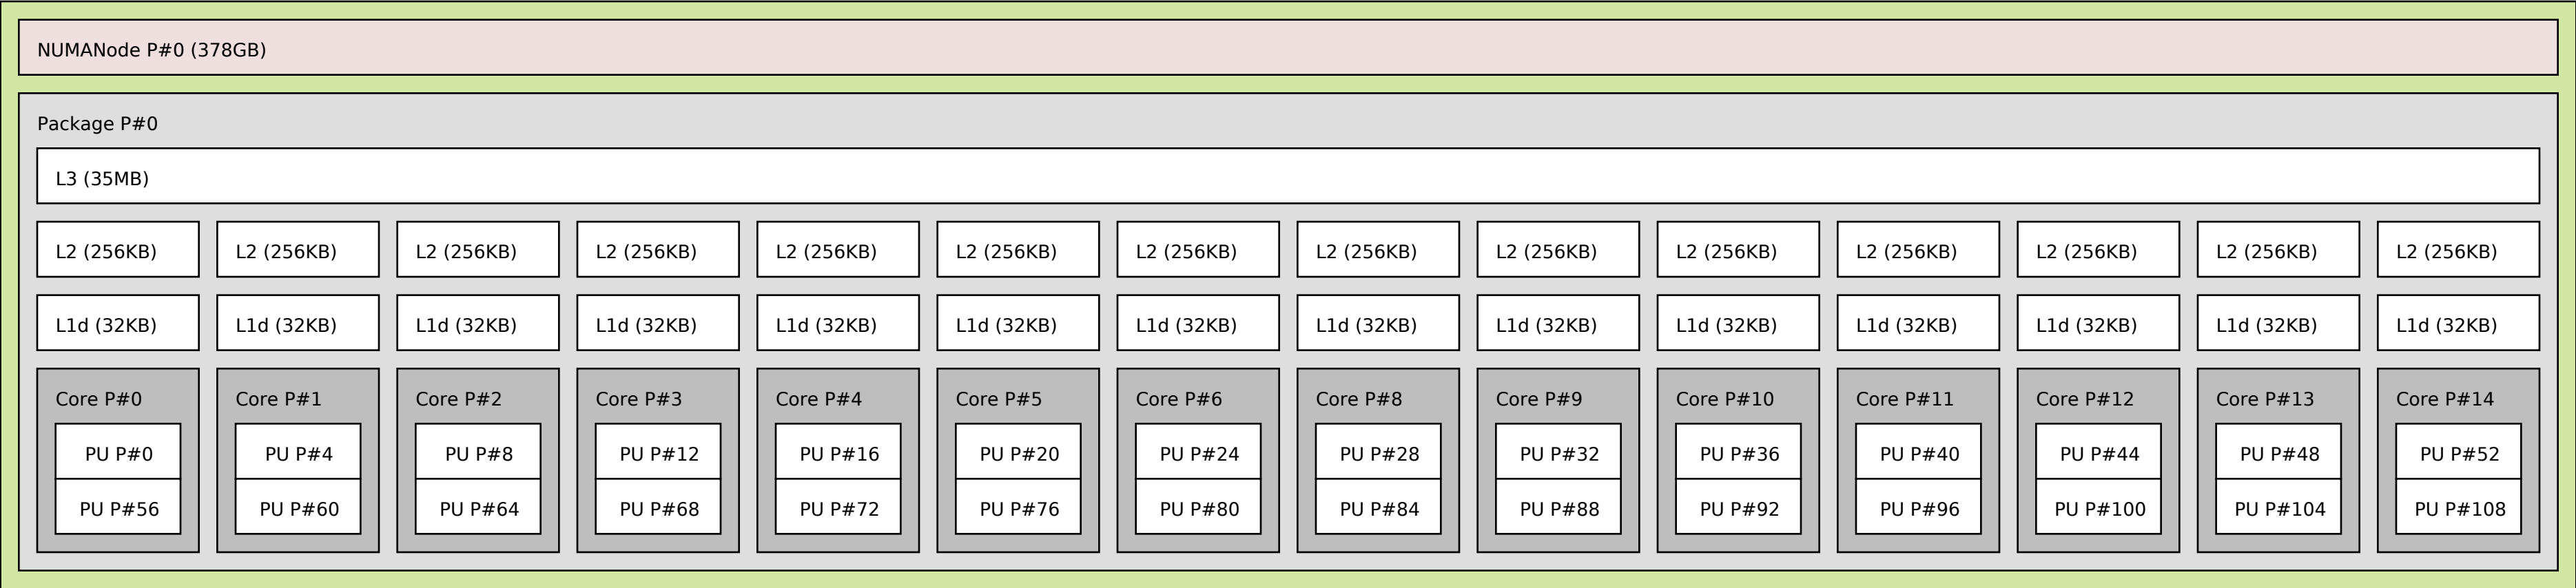 NUMANode P#0 (378GB)
Package P#0
L3 (35MB)
L2 (256KB) L2 (256KB) L2 (256KB) L2 (256KB) L2 (256KB) L2 (256KB) L2 (256KB) L2 (256KB) L2 (256KB) L2 (256KB) L2 (256KB) L2 (256KB) L2 (256KB) L2 (256KB)
L1d (32KB) L1d (32KB) L1d (32KB) L1d (32KB) L1d (32KB) L1d (32KB) L1d (32KB) L1d (32KB) L1d (32KB) L1d (32KB) L1d (32KB) L1d (32KB) L1d (32KB) L1d (32KB)
Core P#0 Core P#1 Core P#2 Core P#3 Core P#4 Core P#5 Core P#6 Core P#8 Core P#9 Core P#10 Core P#11 Core P#12 Core P#13 Core P#14
PU P#0 PU P#4 PU P#8 PU P#12 PU P#16 PU P#20 PU P#24 PU P#28 PU P#32 PU P#36 PU P#40 PU P#44 PU P#48 PU P#52
PU P#56 PU P#60 PU P#64 PU P#68 PU P#72 PU P#76 PU P#80 PU P#84 PU P#88 PU P#92 PU P#96 PU P#100 PU P#104 PU P#108